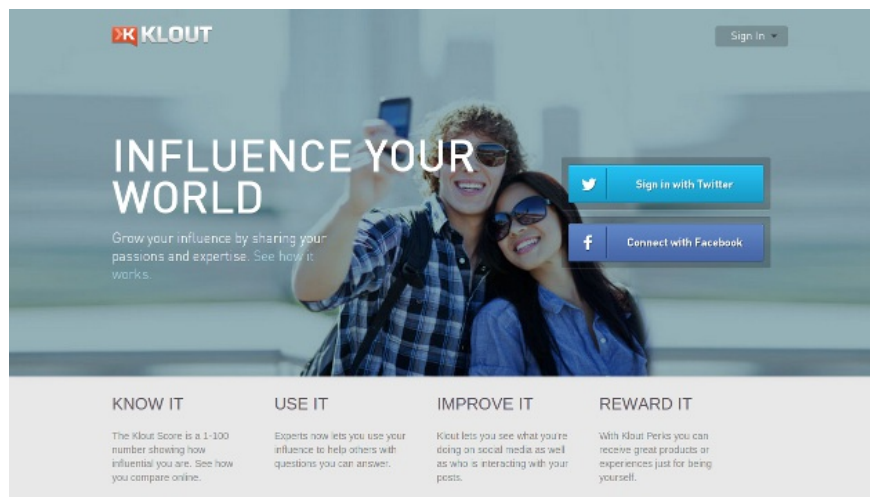 KLOUT
Sign In
INFLUENCE YOUR
WORLD
Grow your influence by sharing your
passions and expertise. See how it
works.
Sign in with Twitter
Connect with Facebook
KNOW IT
The Klout Score is a 1-100
number showing how
influential you are. See how
you compare online.
USE IT
Experts now lets you use your
influence to help others with
questions you can answer.
IMPROVE IT
Klout lets you see what you're
doing on social media as well
as who is interacting with your
posts.
REWARD IT
With Klout Perks you can
receive great products or
experiences just for being
yourself.